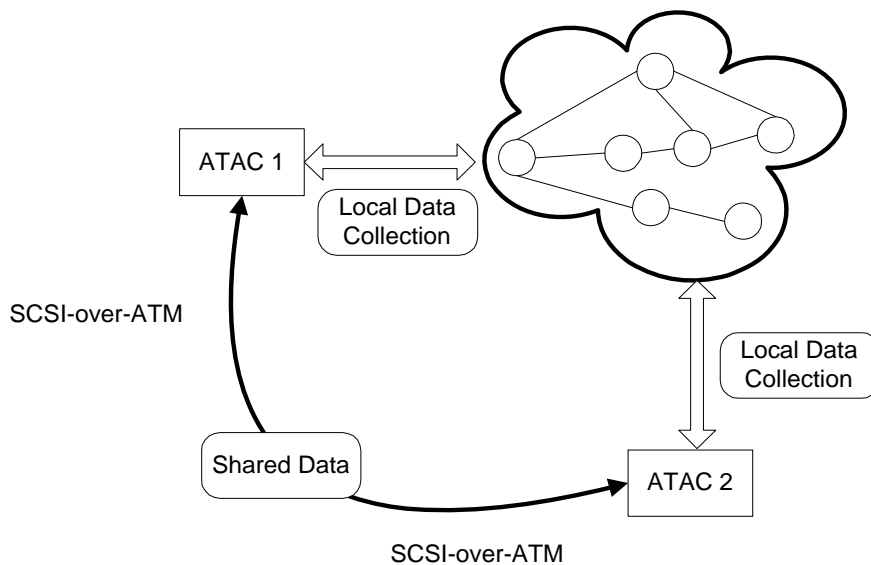 ATAC 1
Local Data
Collection
SCSI-over-ATM
Local Data
Collection
Shared Data
ATAC 2
SCSI-over-ATM